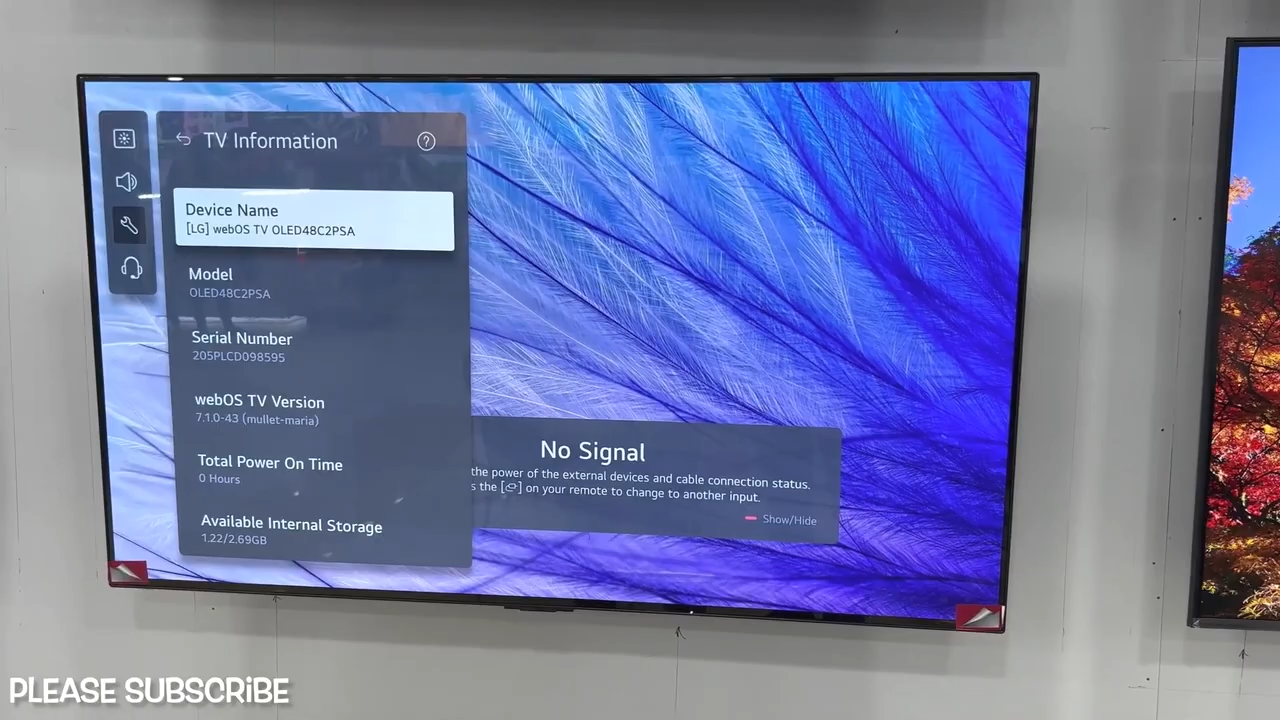 TV Information
?
Device Name
[LG] webOS TV OLED48C2PSA
Model
OLED48C2PSA
Serial Number
205PLCD098595
webOS TV Version
7.1.0-43 (mullet-maria)
Total Power On Time
0 Hours
Available Internal Storage
1.22/2.69GB
No Signal
the power of the external devices and cable connection status.
s the [ ] on your remote to change to another input.
Show/Hide
PLEASE SUBSCRiBE